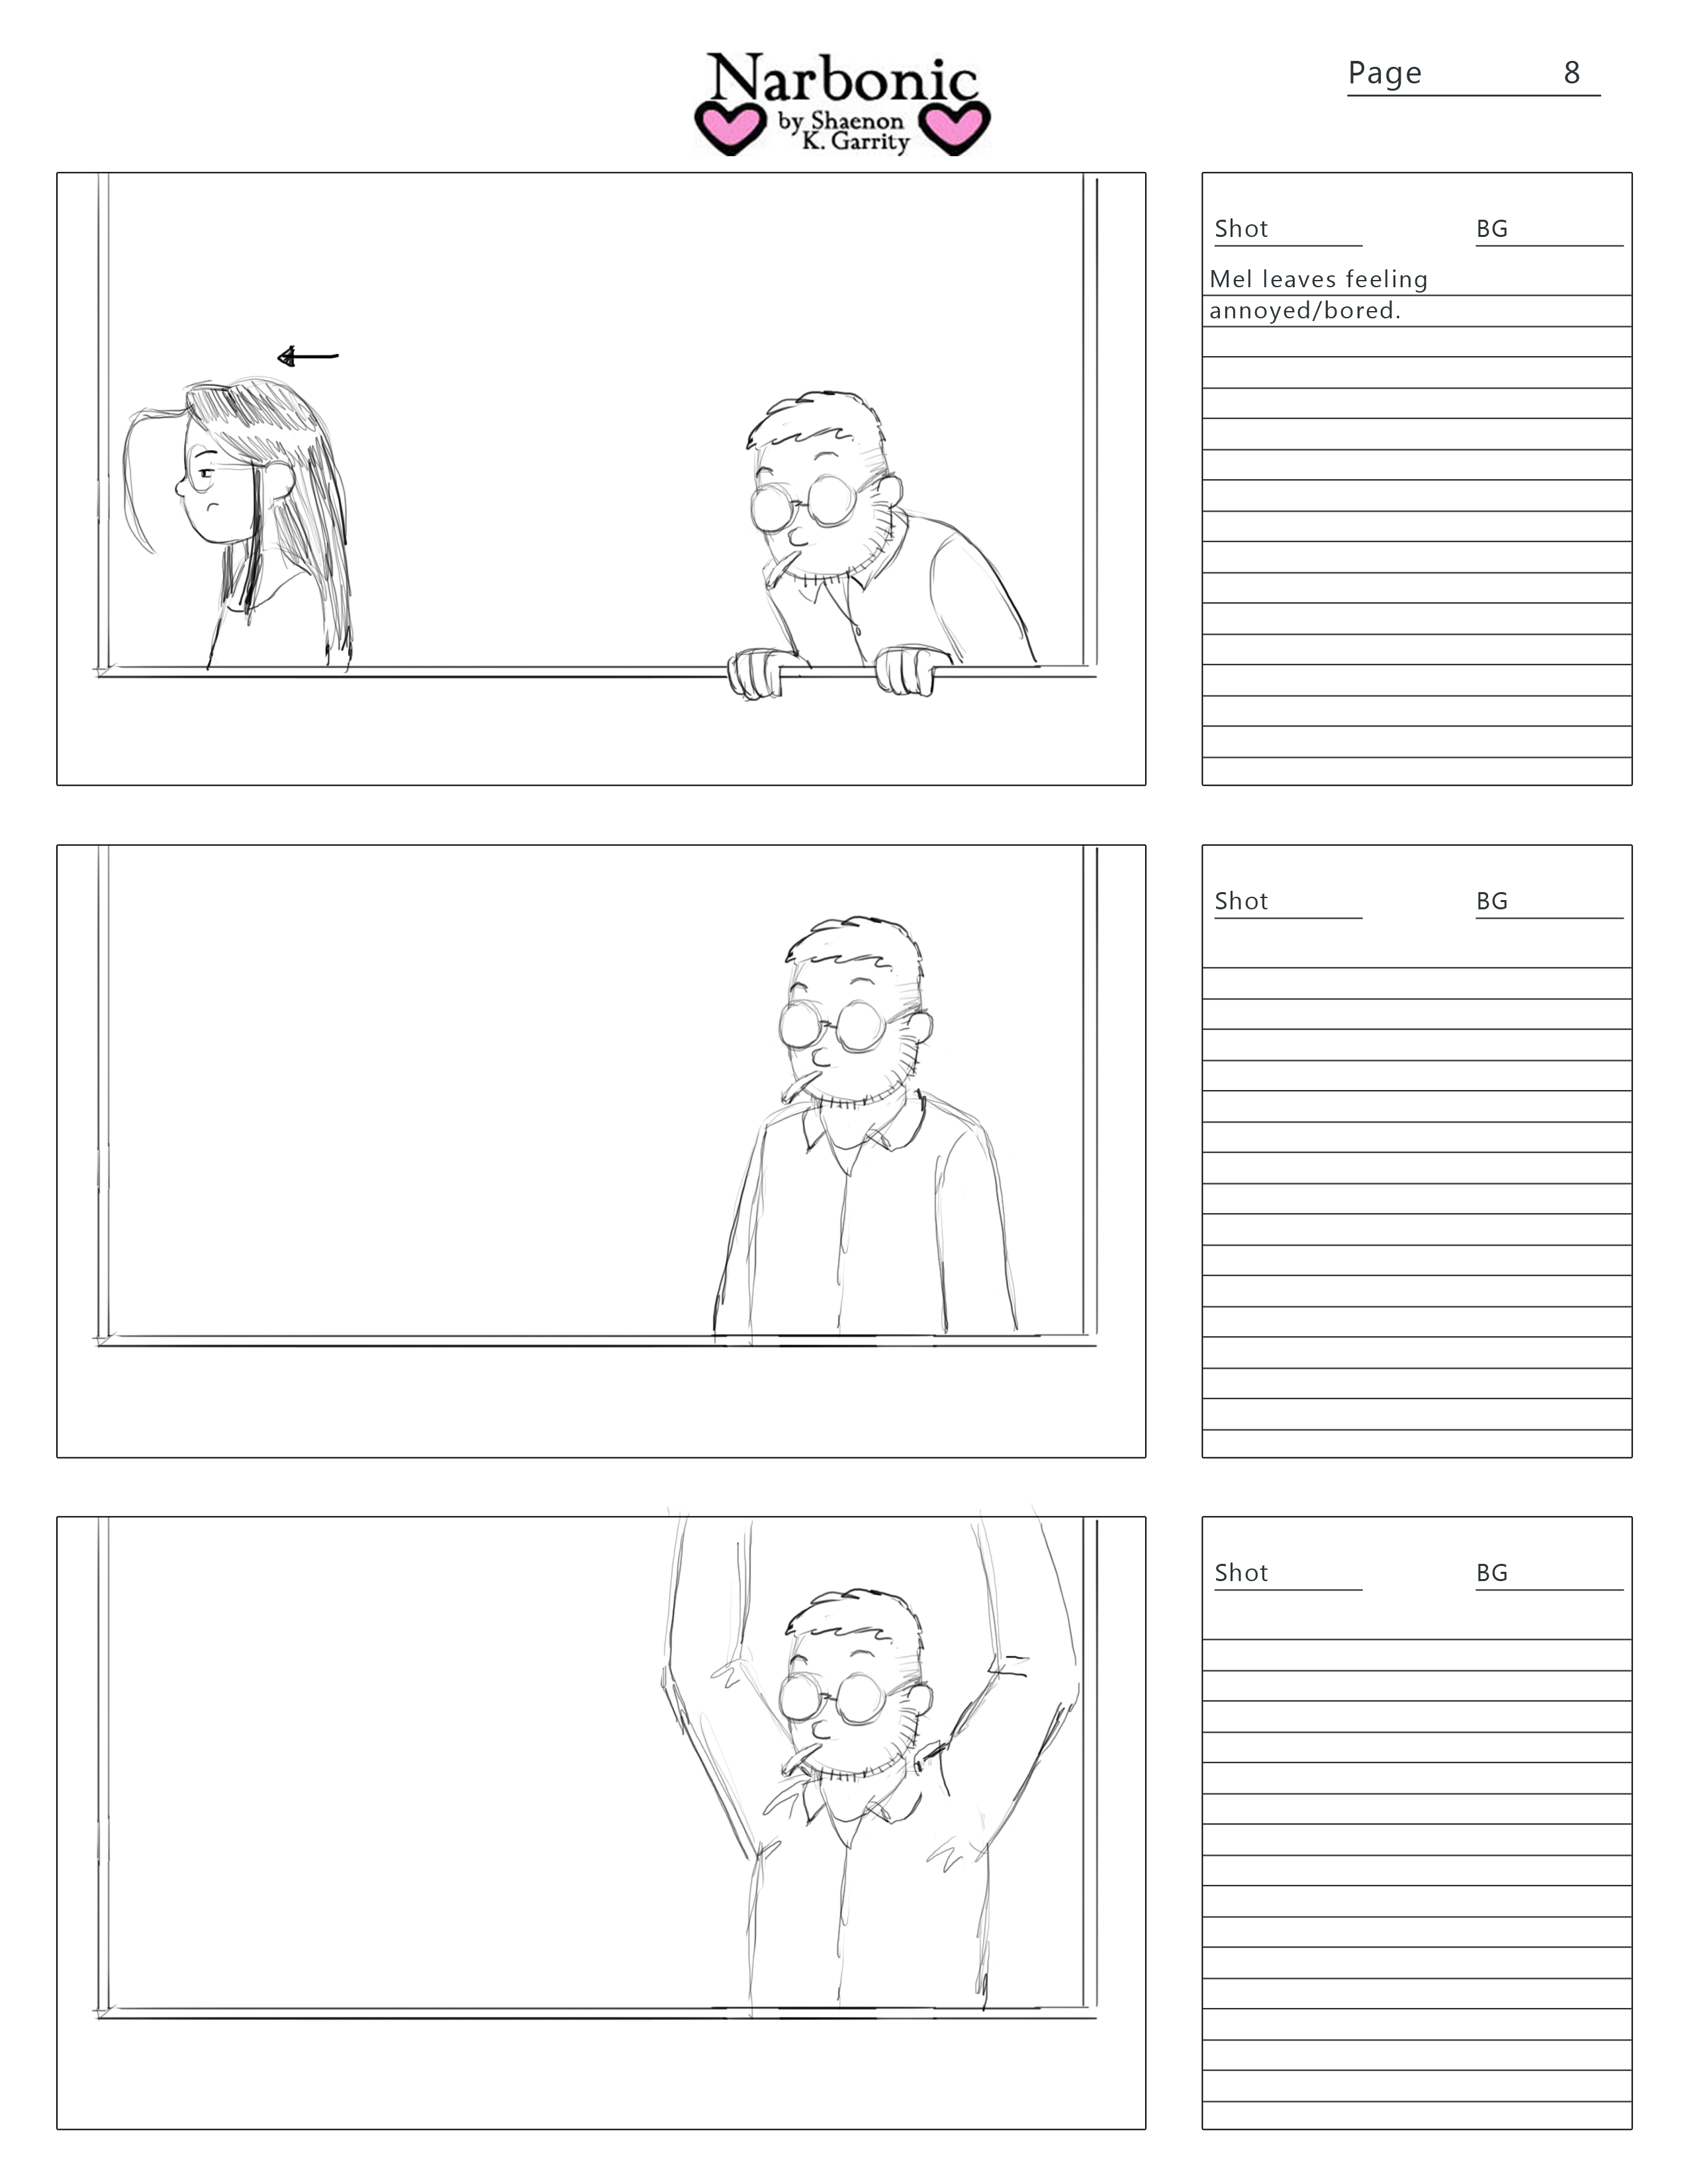 Narbonic
by Shaenon
K. Garrity
Page 8
Shot BG
Mel leaves feeling
annoyed/bored.
Shot BG
Shot BG